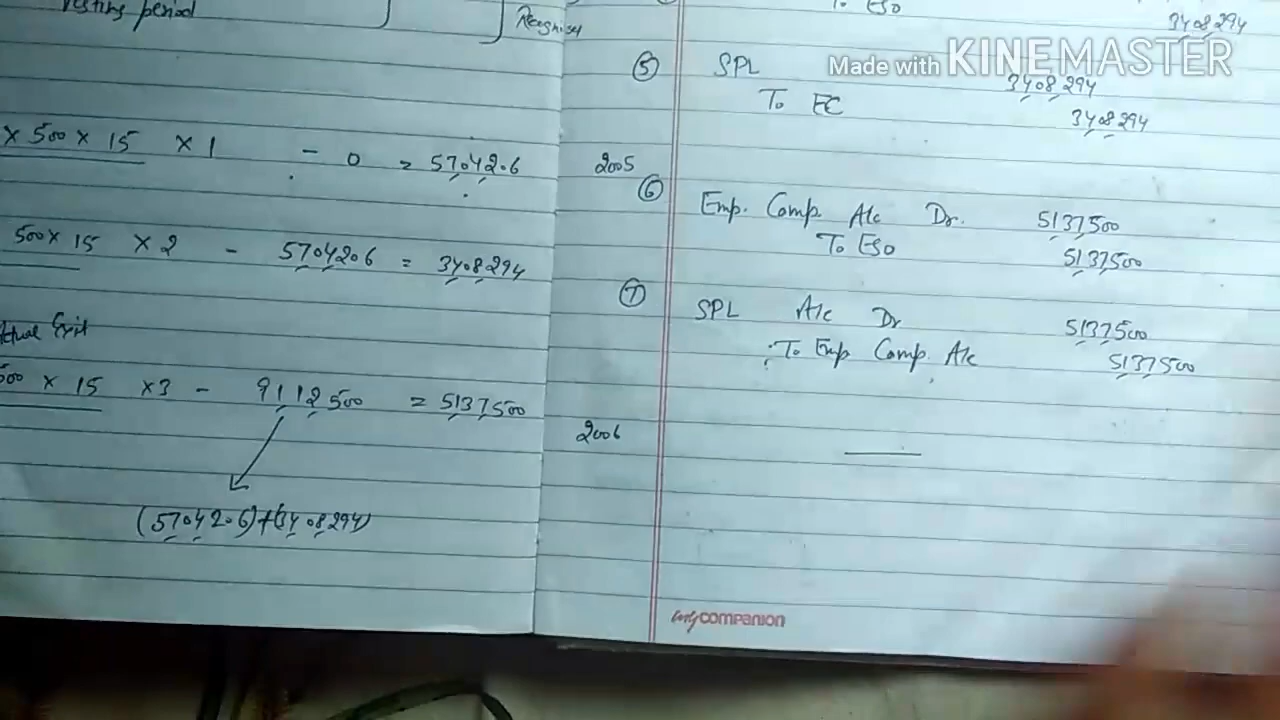 Vesting period
Recognise
× 500 × 15 × 1 - 0 = 5704206
500 × 15 × 2 - 5704206 = 3408294
Actual Exit
500 × 15 × 3 - 9112500 = 5137500
(5704206)+(3408294)
To ESO
3408294
Made with KINEMASTER
⑤ SPL 3408294
To EC
3408294
2005
⑥ Emp. Comp. A/c Dr. 5137500
To ESO 5137500
⑦ SPL A/c Dr 5137500
To Emp Comp. A/c 5137500
2006
companion